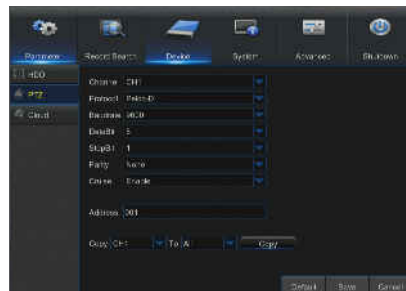 Parameter Record Search Device System Advanced Shutdown
HDD
PTZ
Cloud
Channel CH1
Protocol Pelco-D
Baudrate 9600
DataBit 8
StopBit 1
Parity None
Cruise Enable
Address 001
Copy CH1 To All Copy
Default Save Cancel